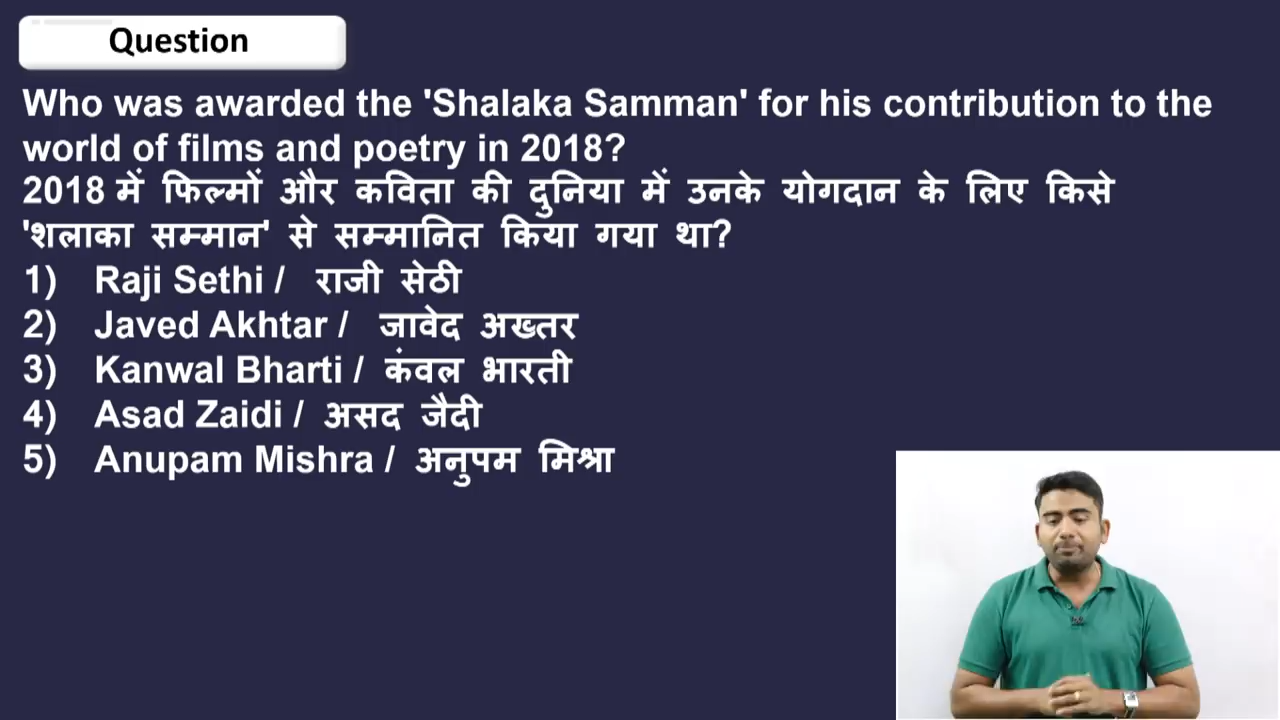 Question
Who was awarded the 'Shalaka Samman' for his contribution to the
world of films and poetry in 2018?
2018 में फिल्मों और कविता की दुनिया में उनके योगदान के लिए किसे
'शलाका सम्मान' से सम्मानित किया गया था?
1) Raji Sethi / राजी सेठी
2) Javed Akhtar / जावेद अख्तर
3) Kanwal Bharti / कंवल भारती
4) Asad Zaidi / असद जैदी
5) Anupam Mishra / अनुपम मिश्रा